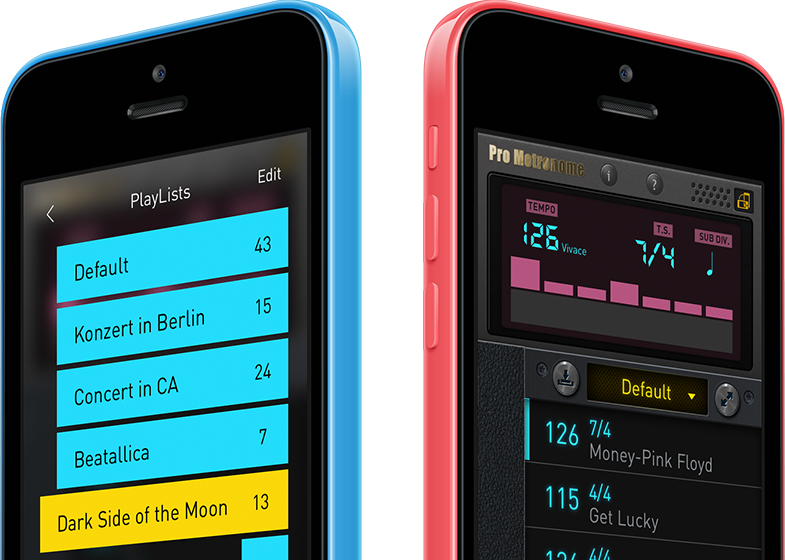 PlayLists
Edit
Default 43
Konzert in Berlin 15
Concert in CA 24
Beatallica 7
Dark Side of the Moon 13
Pro Metronome
i
?
TEMPO
126 Vivace
T.S.
7/4
SUB DIV.
Default
126 7/4
Money-Pink Floyd
115 4/4
Get Lucky
4/4